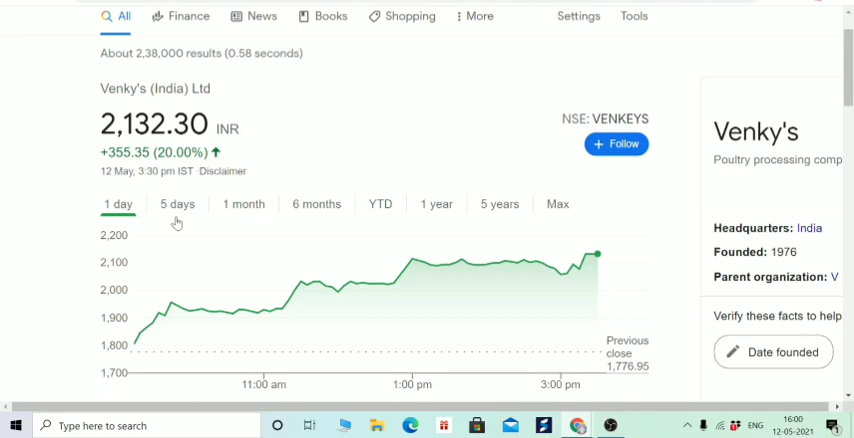 All Finance News Books Shopping More Settings Tools
About 2,38,000 results (0.58 seconds)
Venky's (India) Ltd
2,132.30 INR
+355.35 (20.00%)
12 May, 3:30 pm IST · Disclaimer
NSE: VENKEYS
+ Follow
1 day 5 days 1 month 6 months YTD 1 year 5 years Max
2,200
2,100
2,000
1,900
1,800
1,700
Previous
close
1,776.95
11:00 am 1:00 pm 3:00 pm
Venky's
Poultry processing comp
Headquarters: India
Founded: 1976
Parent organization: V
Verify these facts to help
Date founded
Type here to search
ENG
16:00
12-05-2021
1